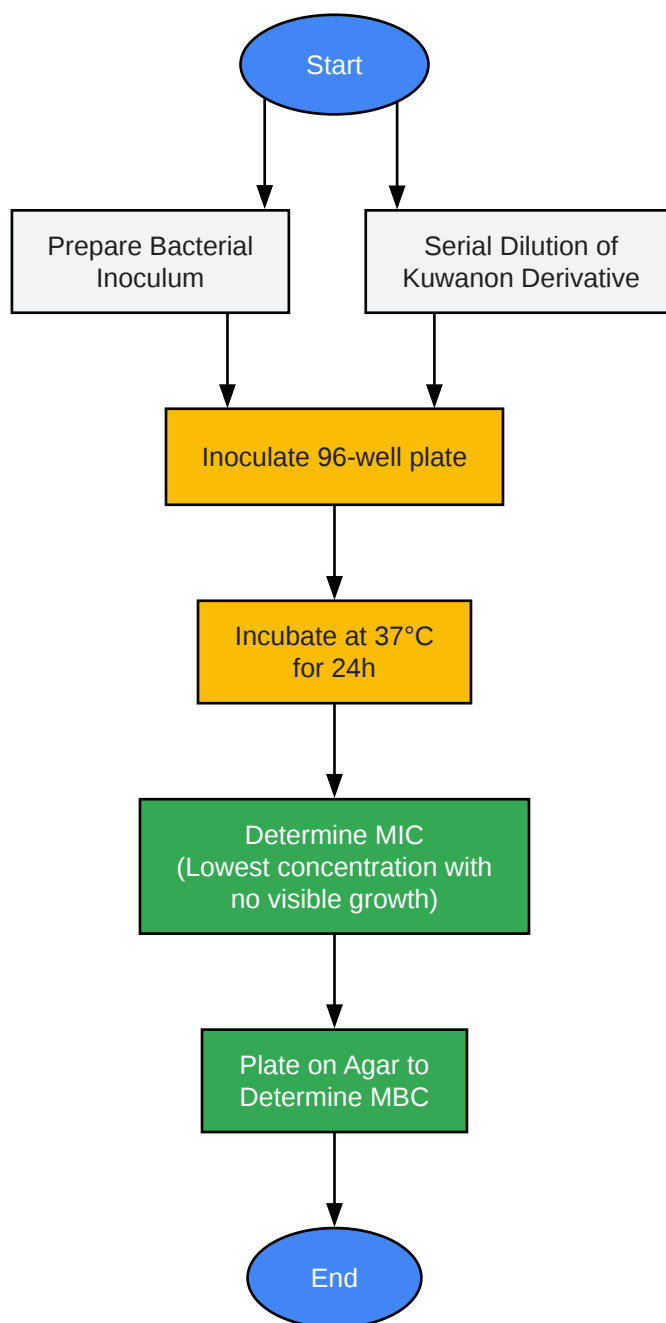 Start
Prepare Bacterial
Inoculum
Serial Dilution of
Kuwanon Derivative
Inoculate 96-well plate
Incubate at 37°C
for 24h
Determine MIC
(Lowest concentration with
no visible growth)
Plate on Agar to
Determine MBC
End